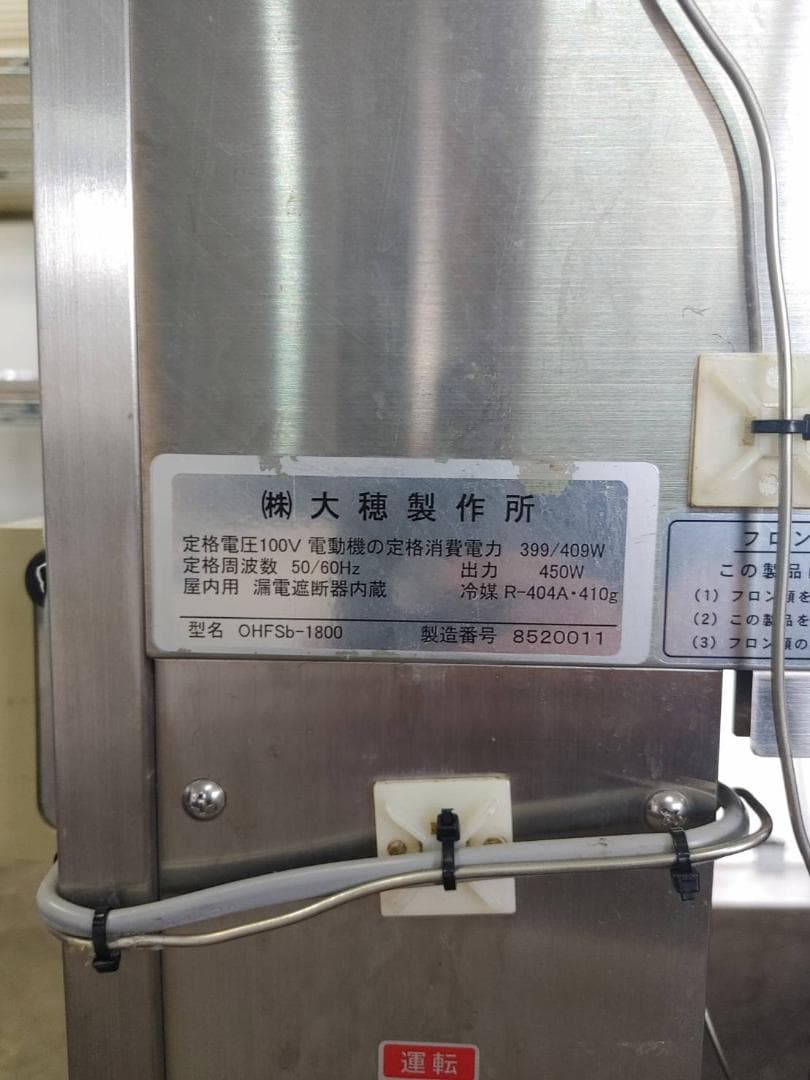 ㈱ 大穂製作所
定格電圧100V 電動機の定格消費電力 399/409W
定格周波数 50/60Hz 出力 450W
屋内用 漏電遮断器内蔵 冷媒 R-404A・410g
型名 OHFSb-1800 製造番号 8520011
フロン
この製品
(1) フロン類を
(2) この製品を
(3) フロン類の
運転